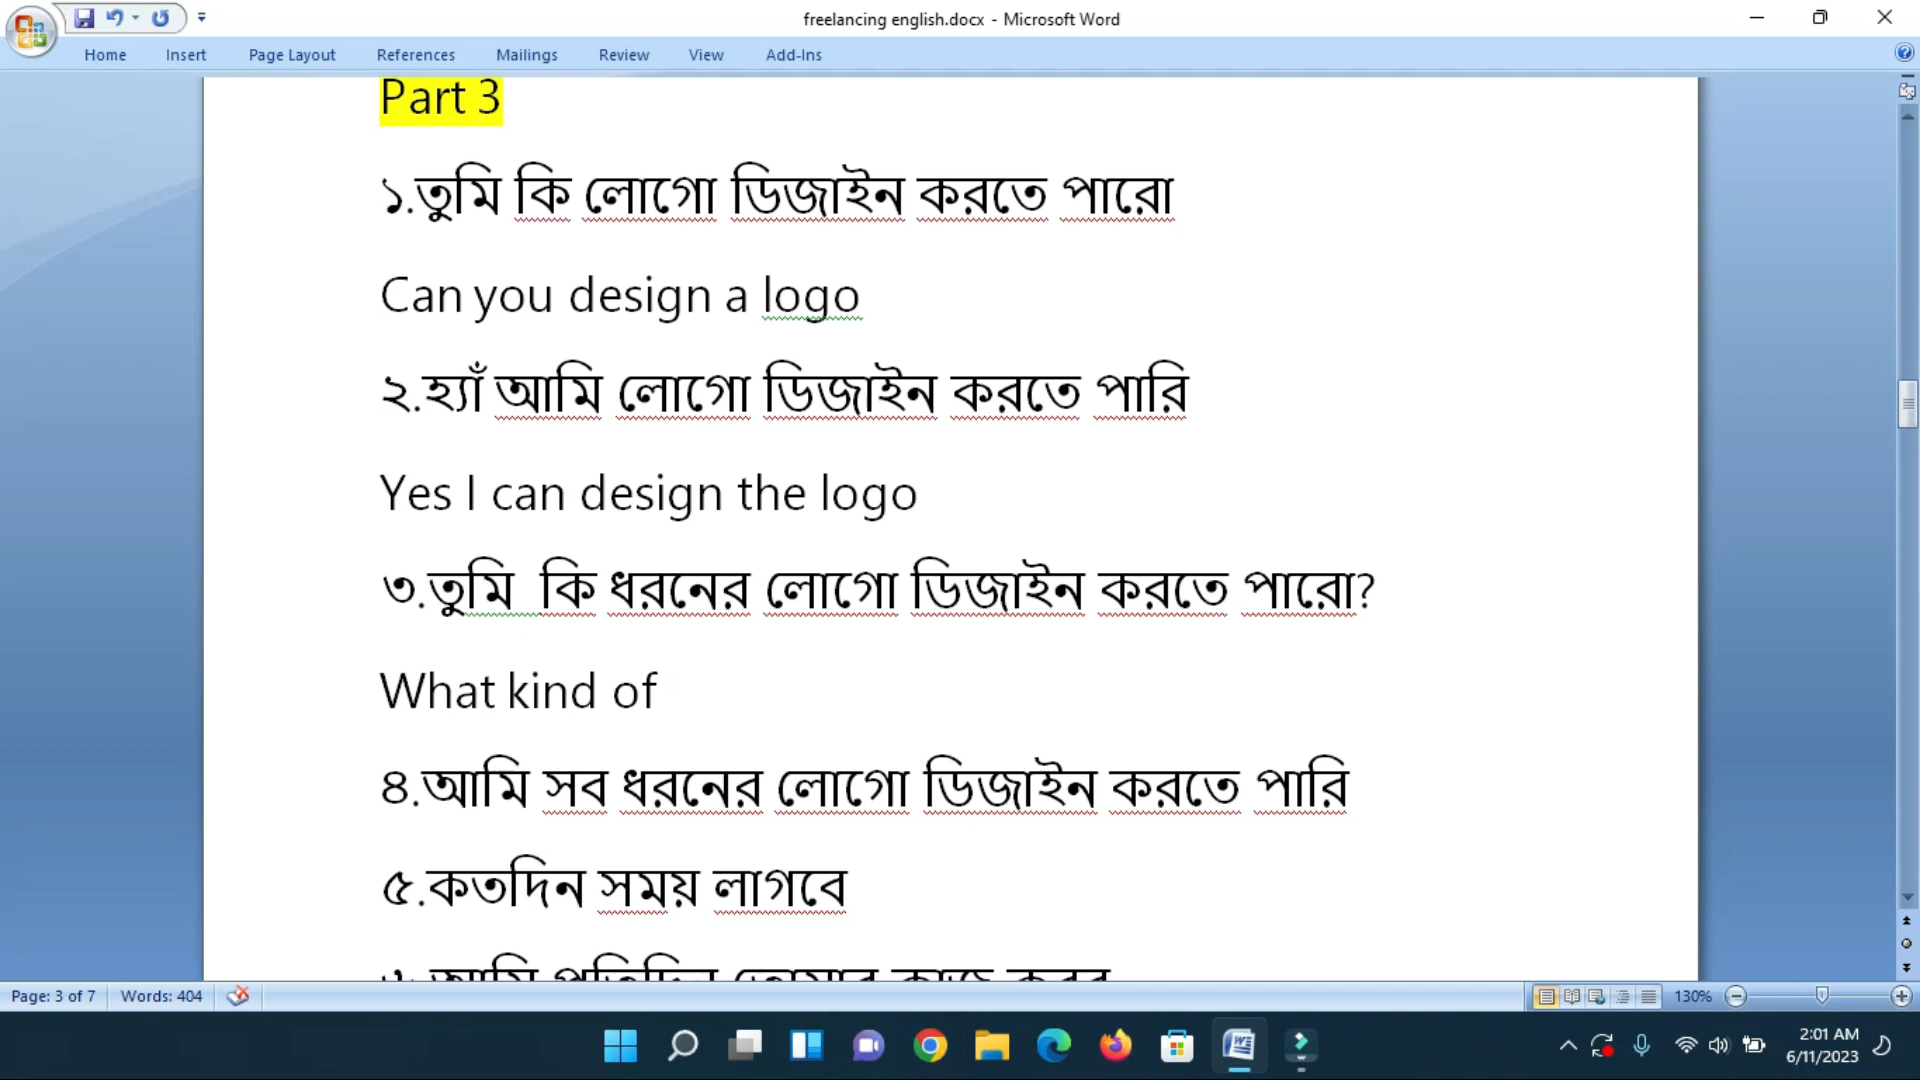 freelancing english.docx - Microsoft Word
Home Insert Page Layout References Mailings Review View Add-Ins
Part 3
১.তুমি কি লোগো ডিজাইন করতে পারো
Can you design a logo
২.হ্যাঁ আমি লোগো ডিজাইন করতে পারি
Yes I can design the logo
৩.তুমি  কি ধরনের লোগো ডিজাইন করতে পারো?
What kind of
৪.আমি সব ধরনের লোগো ডিজাইন করতে পারি
৫.কতদিন সময় লাগবে
Page: 3 of 7 Words: 404 130%
2:01 AM
6/11/2023